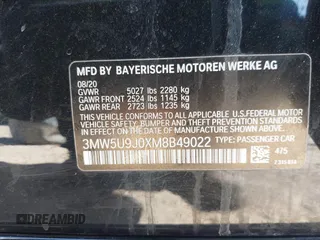 MFD BY BAYERISCHE MOTOREN WERKE AG
08/20
GVWR 5027 lbs 2280 kg
GAWR FRONT 2524 lbs 1145 kg
GAWR REAR 2723 lbs 1235 kg
THIS VEHICLE CONFORMS TO ALL APPLICABLE
U.S.FEDERAL MOTOR VEHICLE SAFETY, BUMPER,
AND THEFT PREVENTION STANDARDS IN EFFECT
ON THE DATE OF MANUFACTURE SHOWN ABOVE.
3MW5U9J0XM8B49022 TYPE: PASSENGER CAR
475
DREAMBID